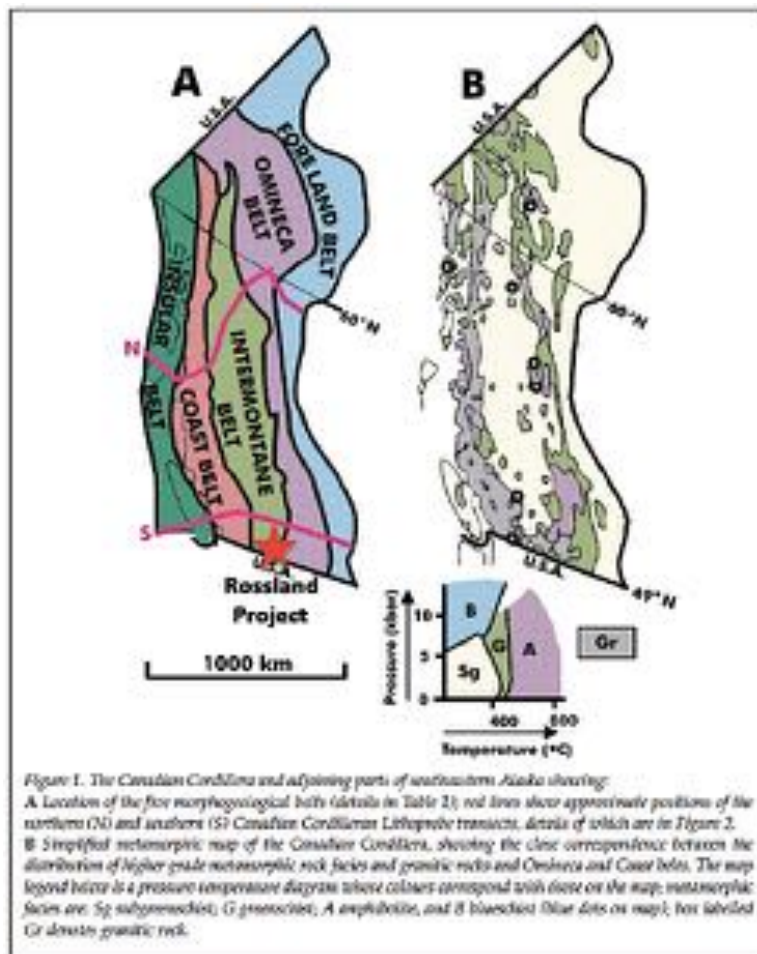 A
B
U.S.A.
U.S.A.
FORELAND BELT
OMINECA
BELT
INSULAR
BELT
60°N
60°N
N
INTERMONTANE
BELT
COAST BELT
S
U.S.A.
U.S.A.
49°N
Rossland
Project
1000 km
Pressure (kbar)
10
5
0
B
G
A
Sg
Gr
400
800
Temperature (°C)
Figure 1. The Canadian Cordillera and adjoining parts of southeastern Alaska showing:
A Location of the five morphogeological belts (details in Table 2); red lines show approximate positions of the
northern (N) and southern (S) Canadian Cordilleran Lithoprobe transects, details of which are in Figure 2.
B Simplified metamorphic map of the Canadian Cordillera, showing the close correspondence between the
distribution of higher grade metamorphic rock facies and granitic rocks and Omineca and Coast belts. The map
legend below is a pressure temperature diagram whose colours correspond with those on the map; metamorphic
facies are: Sg subgreenschist; G greenschist; A amphibolite, and B blueschist (blue dots on map); box labelled
Gr denotes granitic rock.